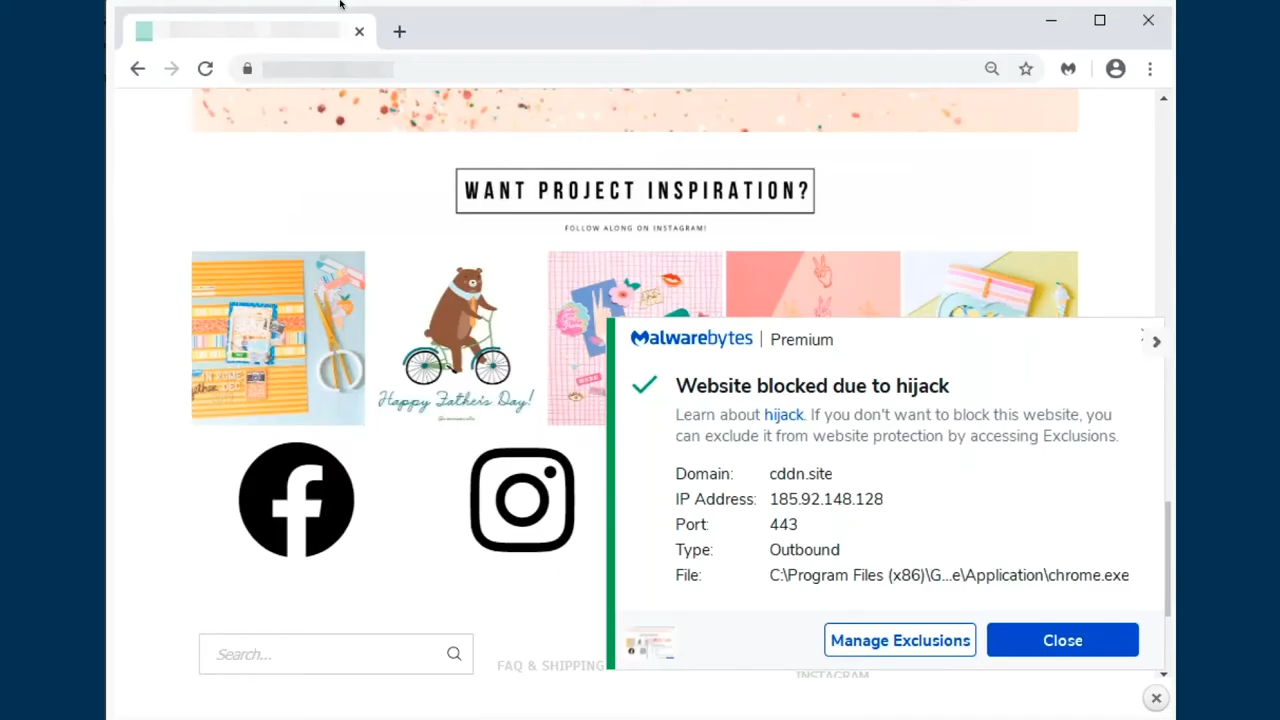 WANT PROJECT INSPIRATION?
FOLLOW ALONG ON INSTAGRAM!
Happy Father's Day!
Malwarebytes | Premium
Website blocked due to hijack
Learn about hijack. If you don't want to block this website, you
can exclude it from website protection by accessing Exclusions.
Domain: cddn.site
IP Address: 185.92.148.128
Port: 443
Type: Outbound
File: C:\Program Files (x86)\G...e\Application\chrome.exe
Manage Exclusions
Close
Search...
FAQ & SHIPPING
INSTAGRAM